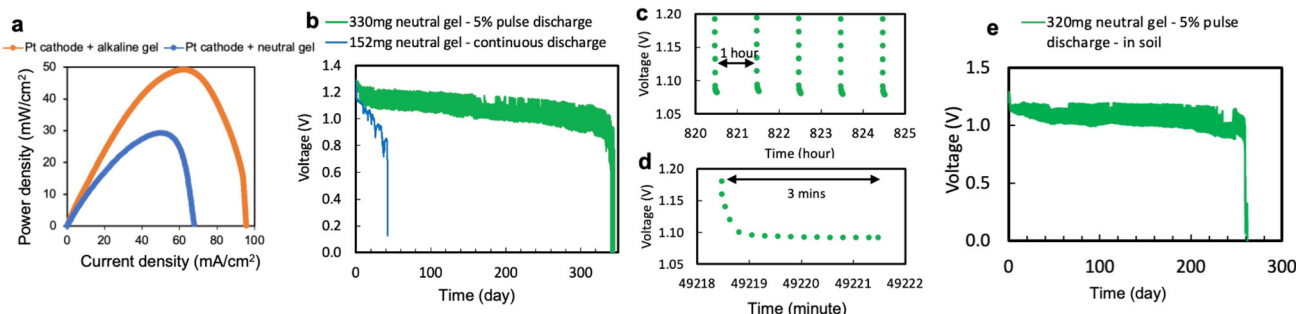 a
Pt cathode + alkaline gel
Pt cathode + neutral gel
Power density (mW/cm²)
50
40
30
20
10
0
0 20 40 60 80 100
Current density (mA/cm²)
b
330mg neutral gel - 5% pulse discharge
152mg neutral gel - continuous discharge
Voltage (V)
1.4
1.2
1.0
0.8
0.6
0.4
0.2
0.0
0 100 200 300
Time (day)
c
Voltage (V)
1.20
1.15
1.10
1.05
1 hour
820 821 822 823 824 825
Time (hour)
d
Voltage (V)
1.20
1.15
1.10
1.05
3 mins
49218 49219 49220 49221 49222
Time (minute)
e
320mg neutral gel - 5% pulse
discharge - in soil
Voltage (V)
1.5
1.0
0.5
0.0
0 100 200 300
Time (day)